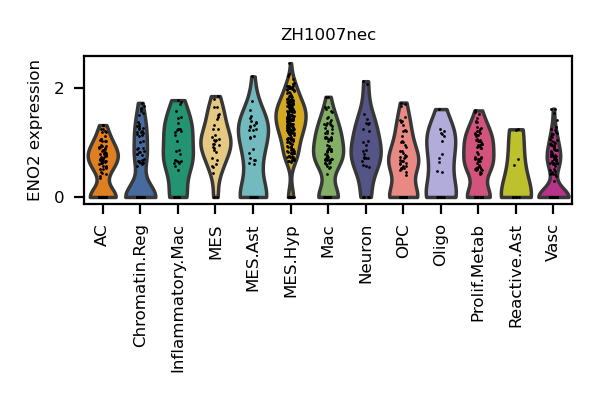 ZH1007nec
ENO2 expression
2
0
AC
Chromatin.Reg
Inflammatory.Mac
MES
MES.Ast
MES.Hyp
Mac
Neuron
OPC
Oligo
Prolif.Metab
Reactive.Ast
Vasc